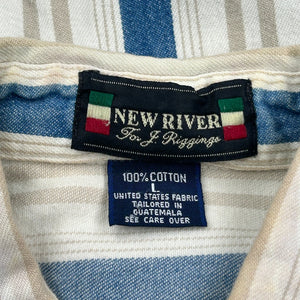 NEW RIVER
For J. Riggings
100% COTTON
L
UNITED STATES FABRIC
TAILORED IN
GUATEMALA
SEE CARE OVER